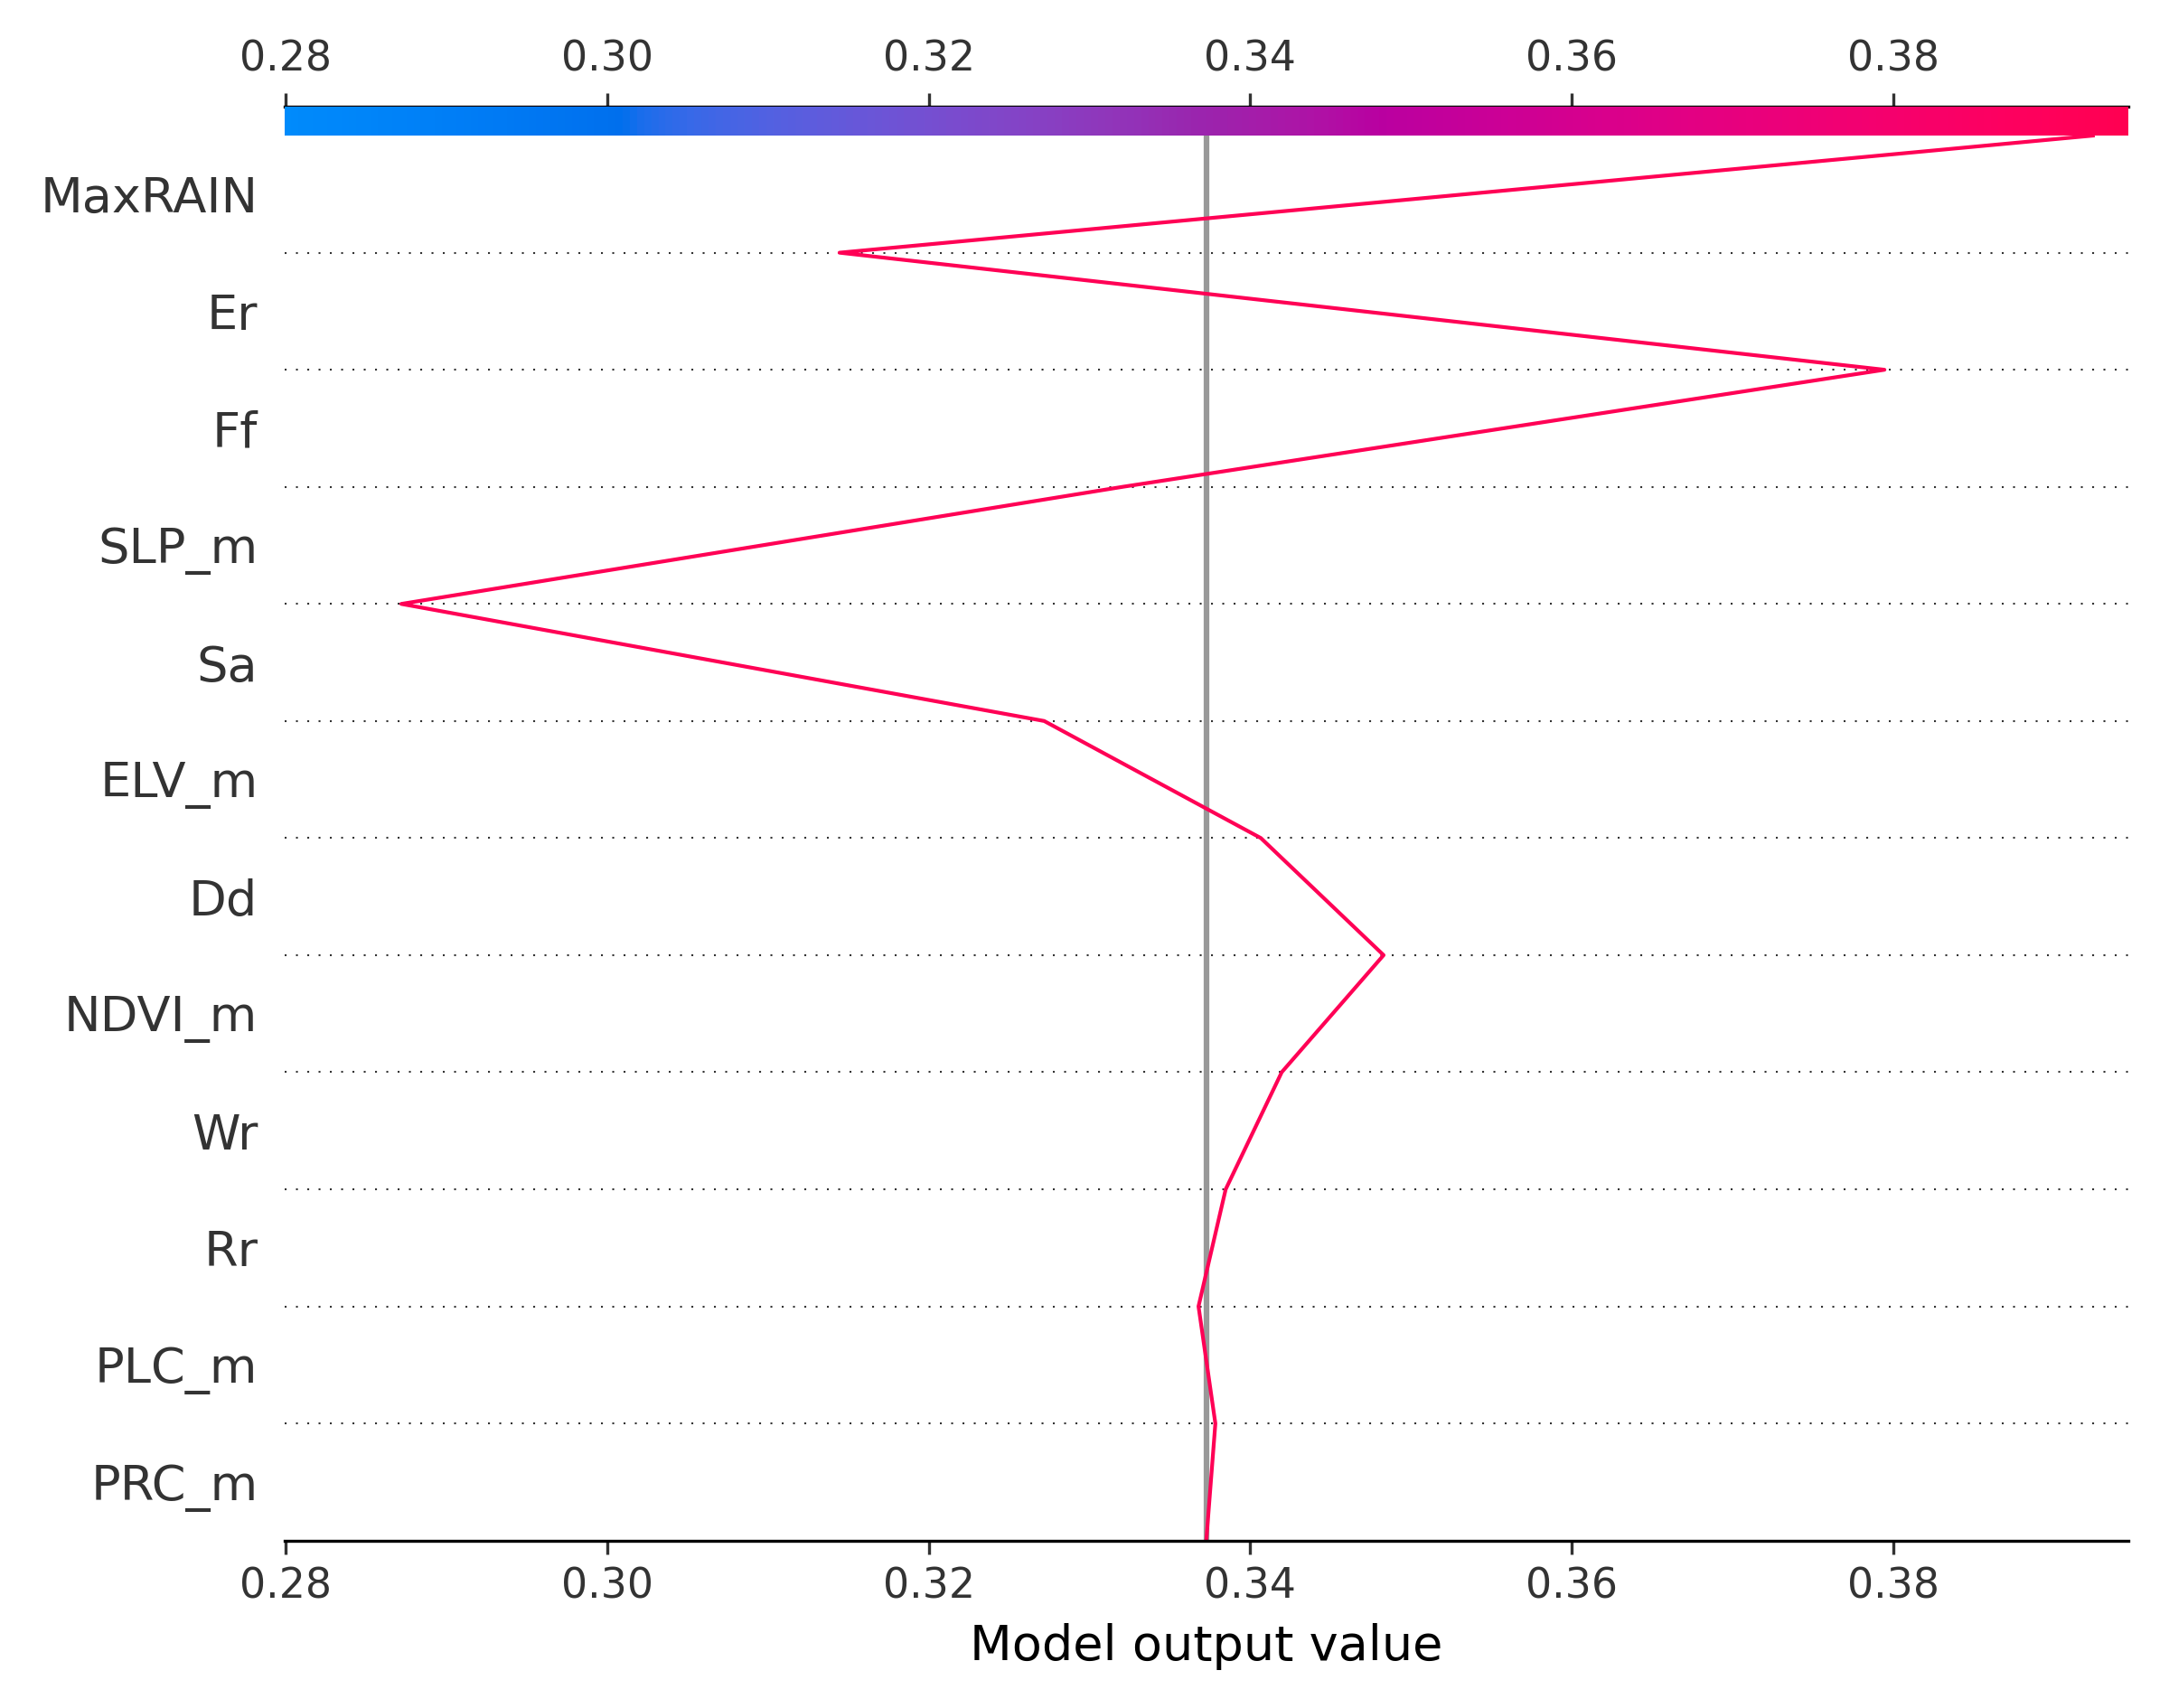 0.28 0.30 0.32 0.34 0.36 0.38
MaxRAIN
Er
Ff
SLP_m
Sa
ELV_m
Dd
NDVI_m
Wr
Rr
PLC_m
PRC_m
0.28 0.30 0.32 0.34 0.36 0.38
Model output value